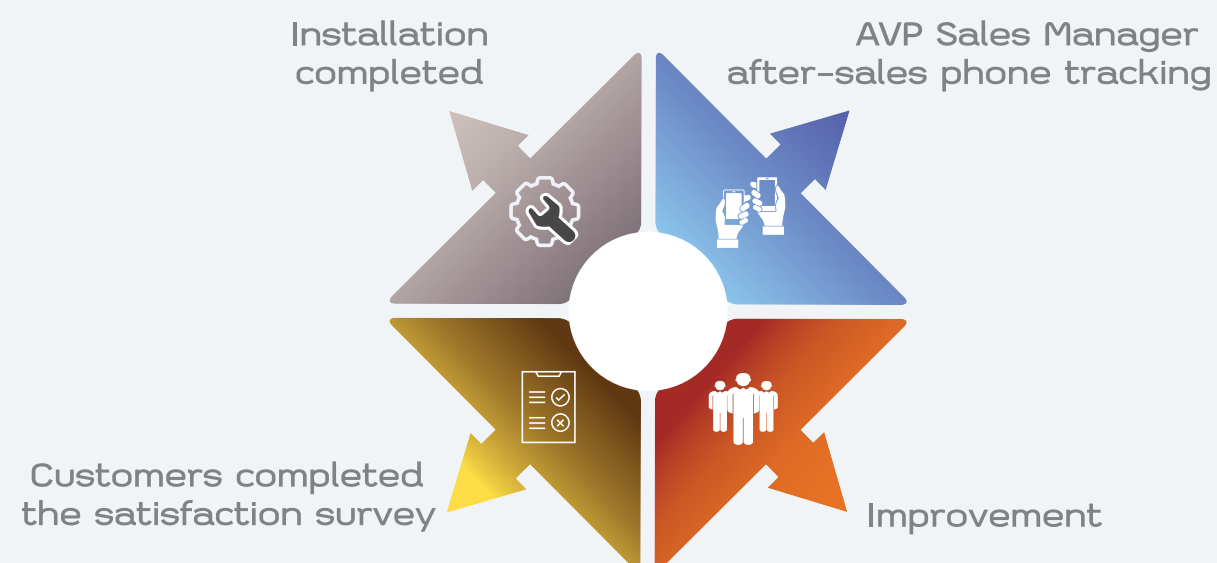 Installation
completed
AVP Sales Manager
after-sales phone tracking
Customers completed
the satisfaction survey
Improvement